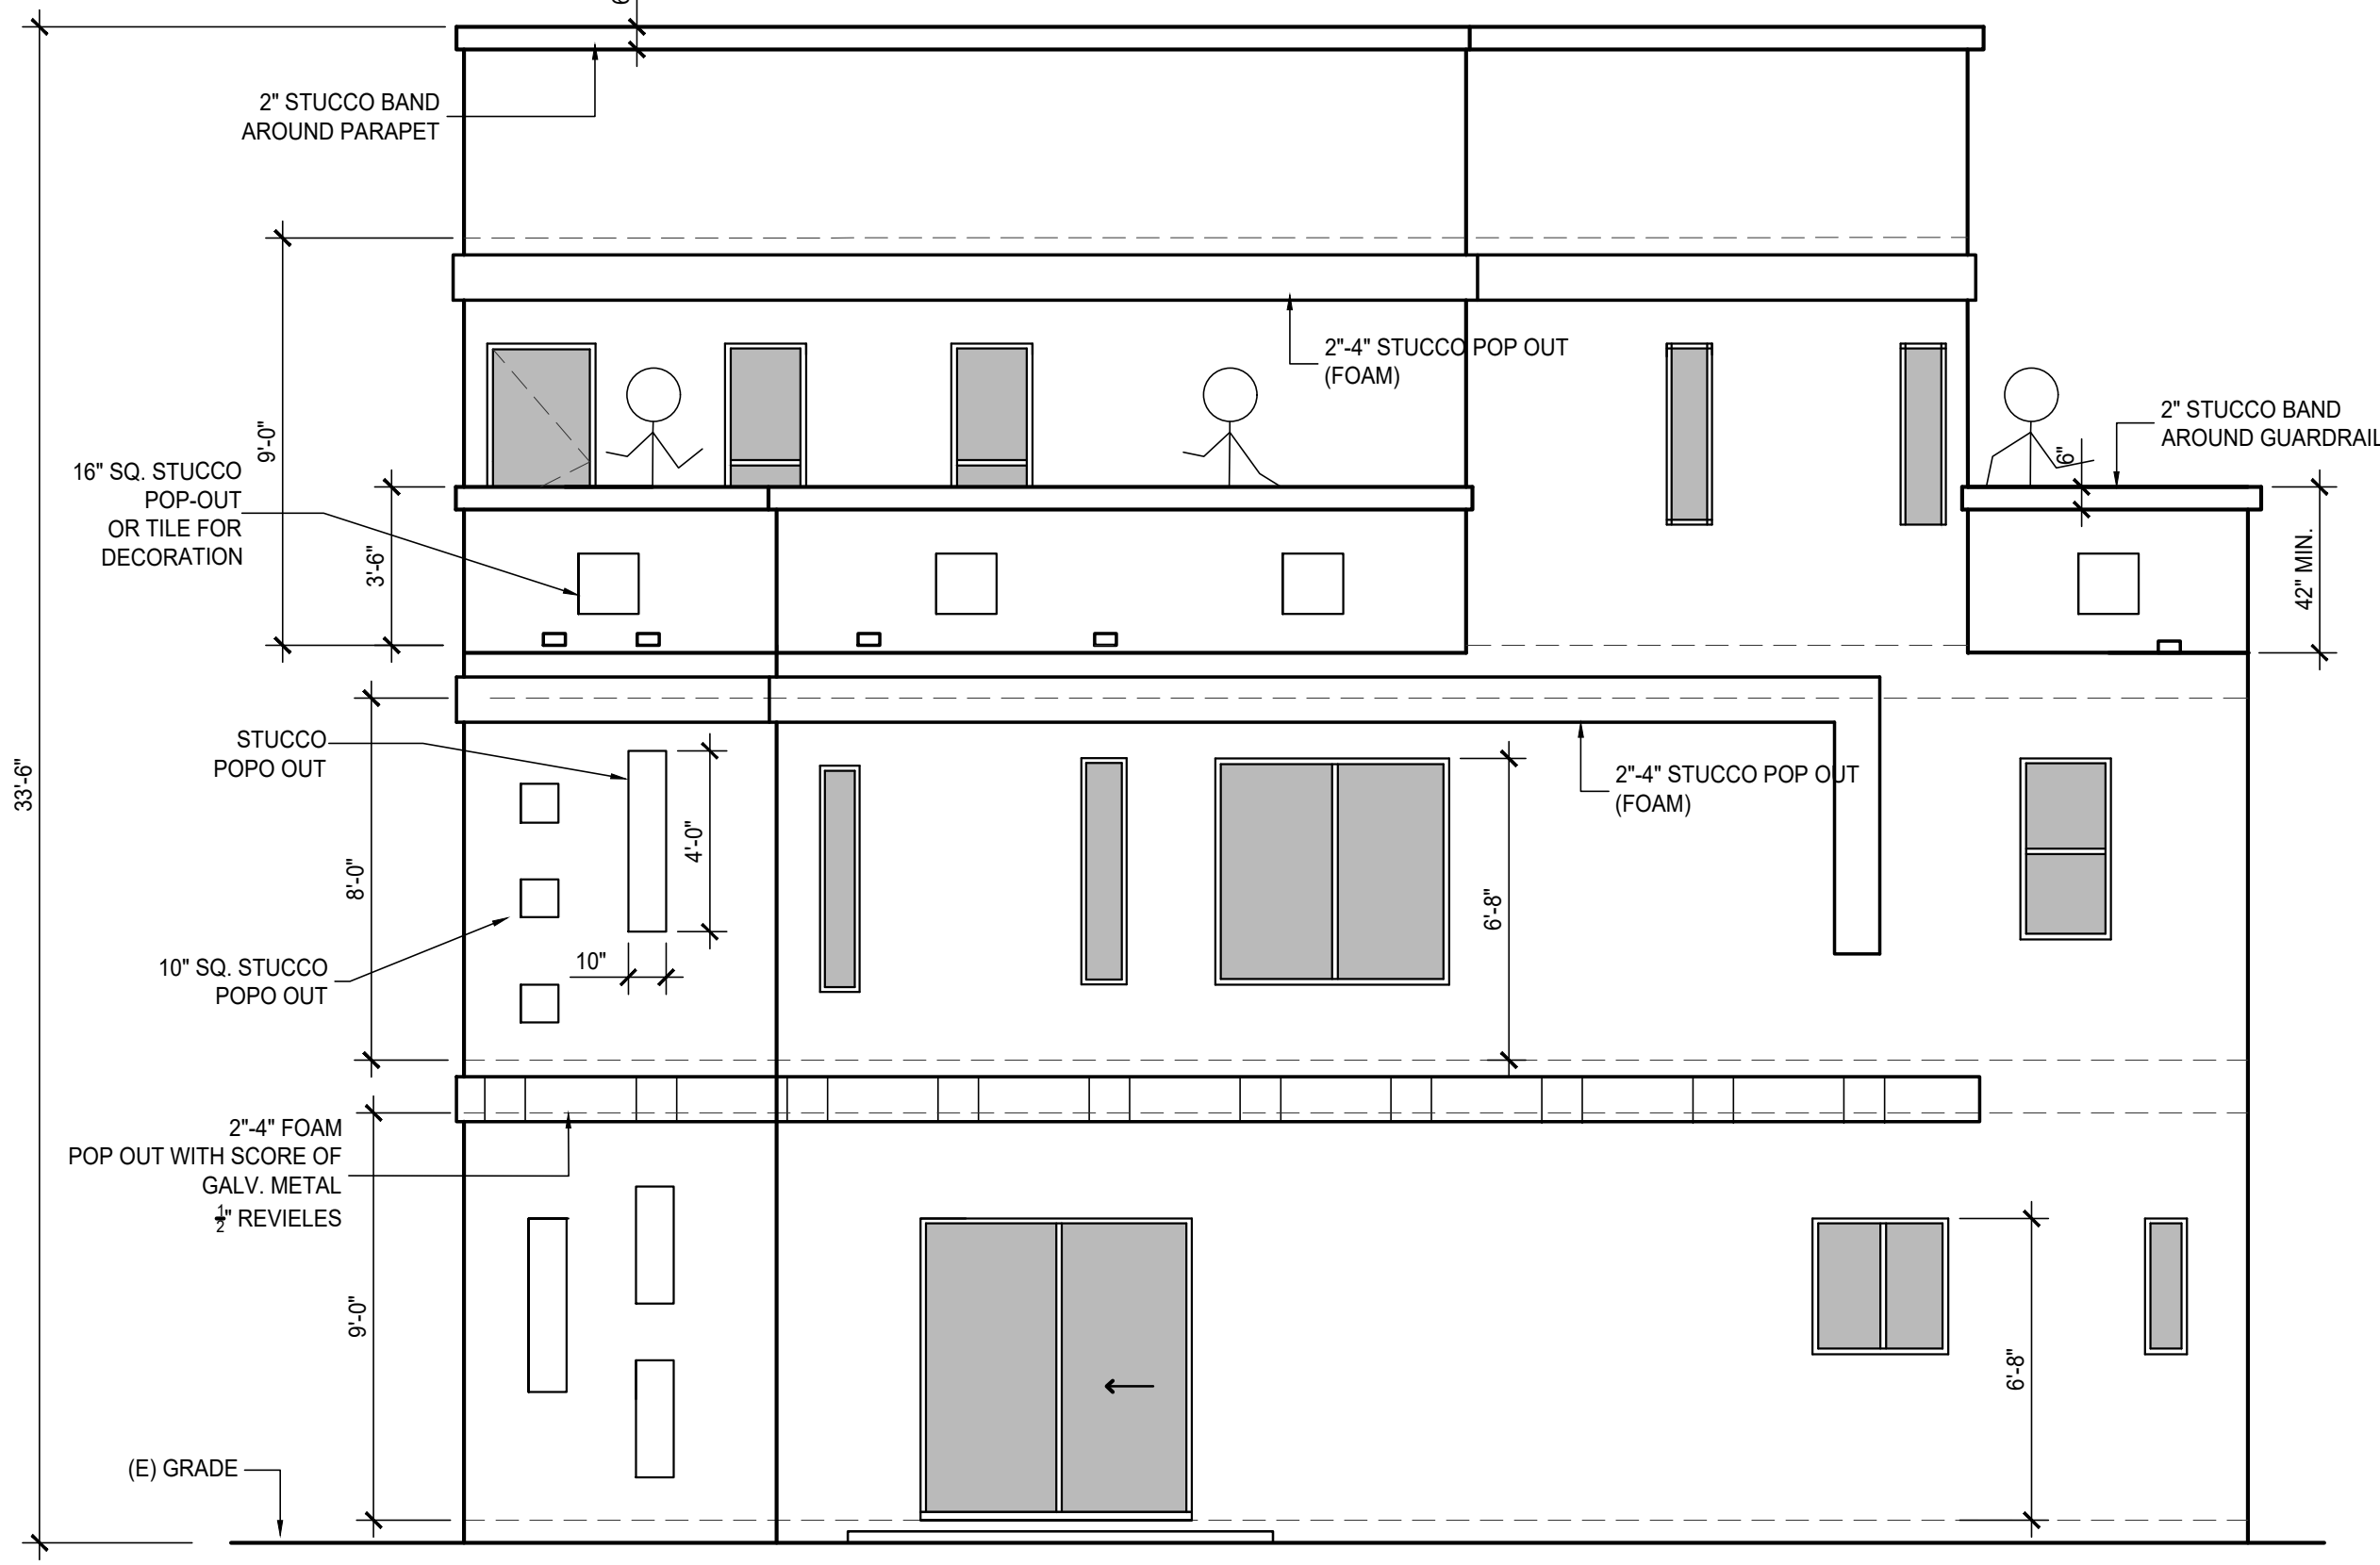 6"
2" STUCCO BAND
AROUND PARAPET
2"-4" STUCCO POP OUT
(FOAM)
2" STUCCO BAND
AROUND GUARDRAIL
6"
9'-0"
16" SQ. STUCCO
POP-OUT
OR TILE FOR
DECORATION
3'-6"
42" MIN.
STUCCO
POPO OUT
33'-6"
4'-0"
2"-4" STUCCO POP OUT
(FOAM)
8'-0"
6'-8"
10" SQ. STUCCO
POPO OUT
10"
2"-4" FOAM
POP OUT WITH SCORE OF
GALV. METAL
1/2" REVIELES
9'-0"
6'-8"
(E) GRADE